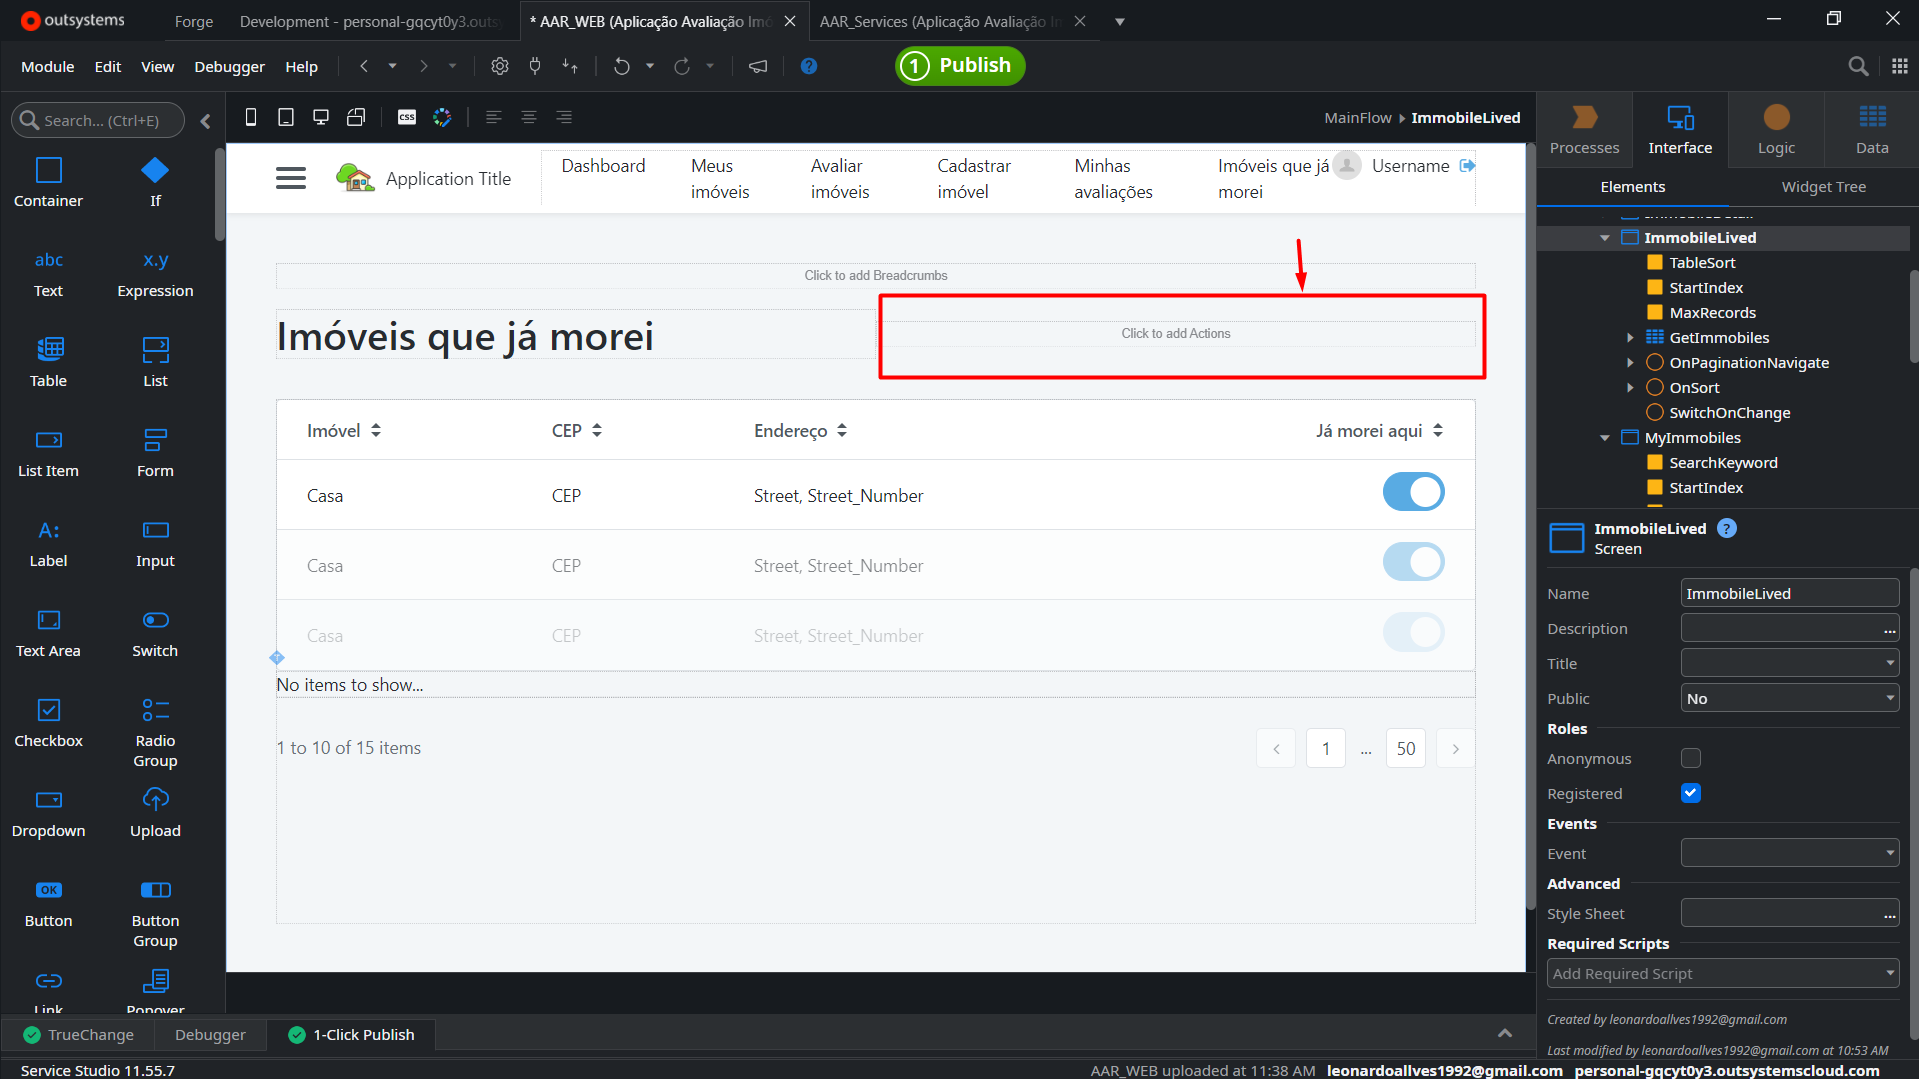 outsystems
Forge
Development - personal-gqcyt0y3.outs
* AAR_WEB (Aplicação Avaliação Imó
AAR_Services (Aplicação Avaliação I
Module Edit View Debugger Help
1 Publish
Search... (Ctrl+E)
css
MainFlow ImmobileLived
Processes Interface Logic Data
Elements Widget Tree
Container If
abc x.y
Text Expression
Table List
List Item Form
A:
Label Input
Text Area Switch
Checkbox Radio Group
Dropdown Upload
OK
Button Button Group
Link Popover
Application Title
Dashboard
Meus imóveis
Avaliar imóveis
Cadastrar imóvel
Minhas avaliações
Imóveis que já morei
Username
Click to add Breadcrumbs
Imóveis que já morei
Click to add Actions
Imóvel CEP Endereço Já morei aqui
Casa CEP Street, Street_Number
Casa CEP Street, Street_Number
Casa CEP Street, Street_Number
No items to show...
1 to 10 of 15 items
1 ... 50
ImmobileLived
TableSort
StartIndex
MaxRecords
GetImmobiles
OnPaginationNavigate
OnSort
SwitchOnChange
MyImmobiles
SearchKeyword
StartIndex
ImmobileLived ?
Screen
Name ImmobileLived
Description ...
Title
Public No
Roles
Anonymous
Registered
Events
Event
Advanced
Style Sheet ...
Required Scripts
Add Required Script
Created by leonardoallves1992@gmail.com
Last modified by leonardoallves1992@gmail.com at 10:53 AM
TrueChange Debugger 1-Click Publish
Service Studio 11.55.7
AAR_WEB uploaded at 11:38 AM leonardoallves1992@gmail.com personal-gqcyt0y3.outsystemscloud.com